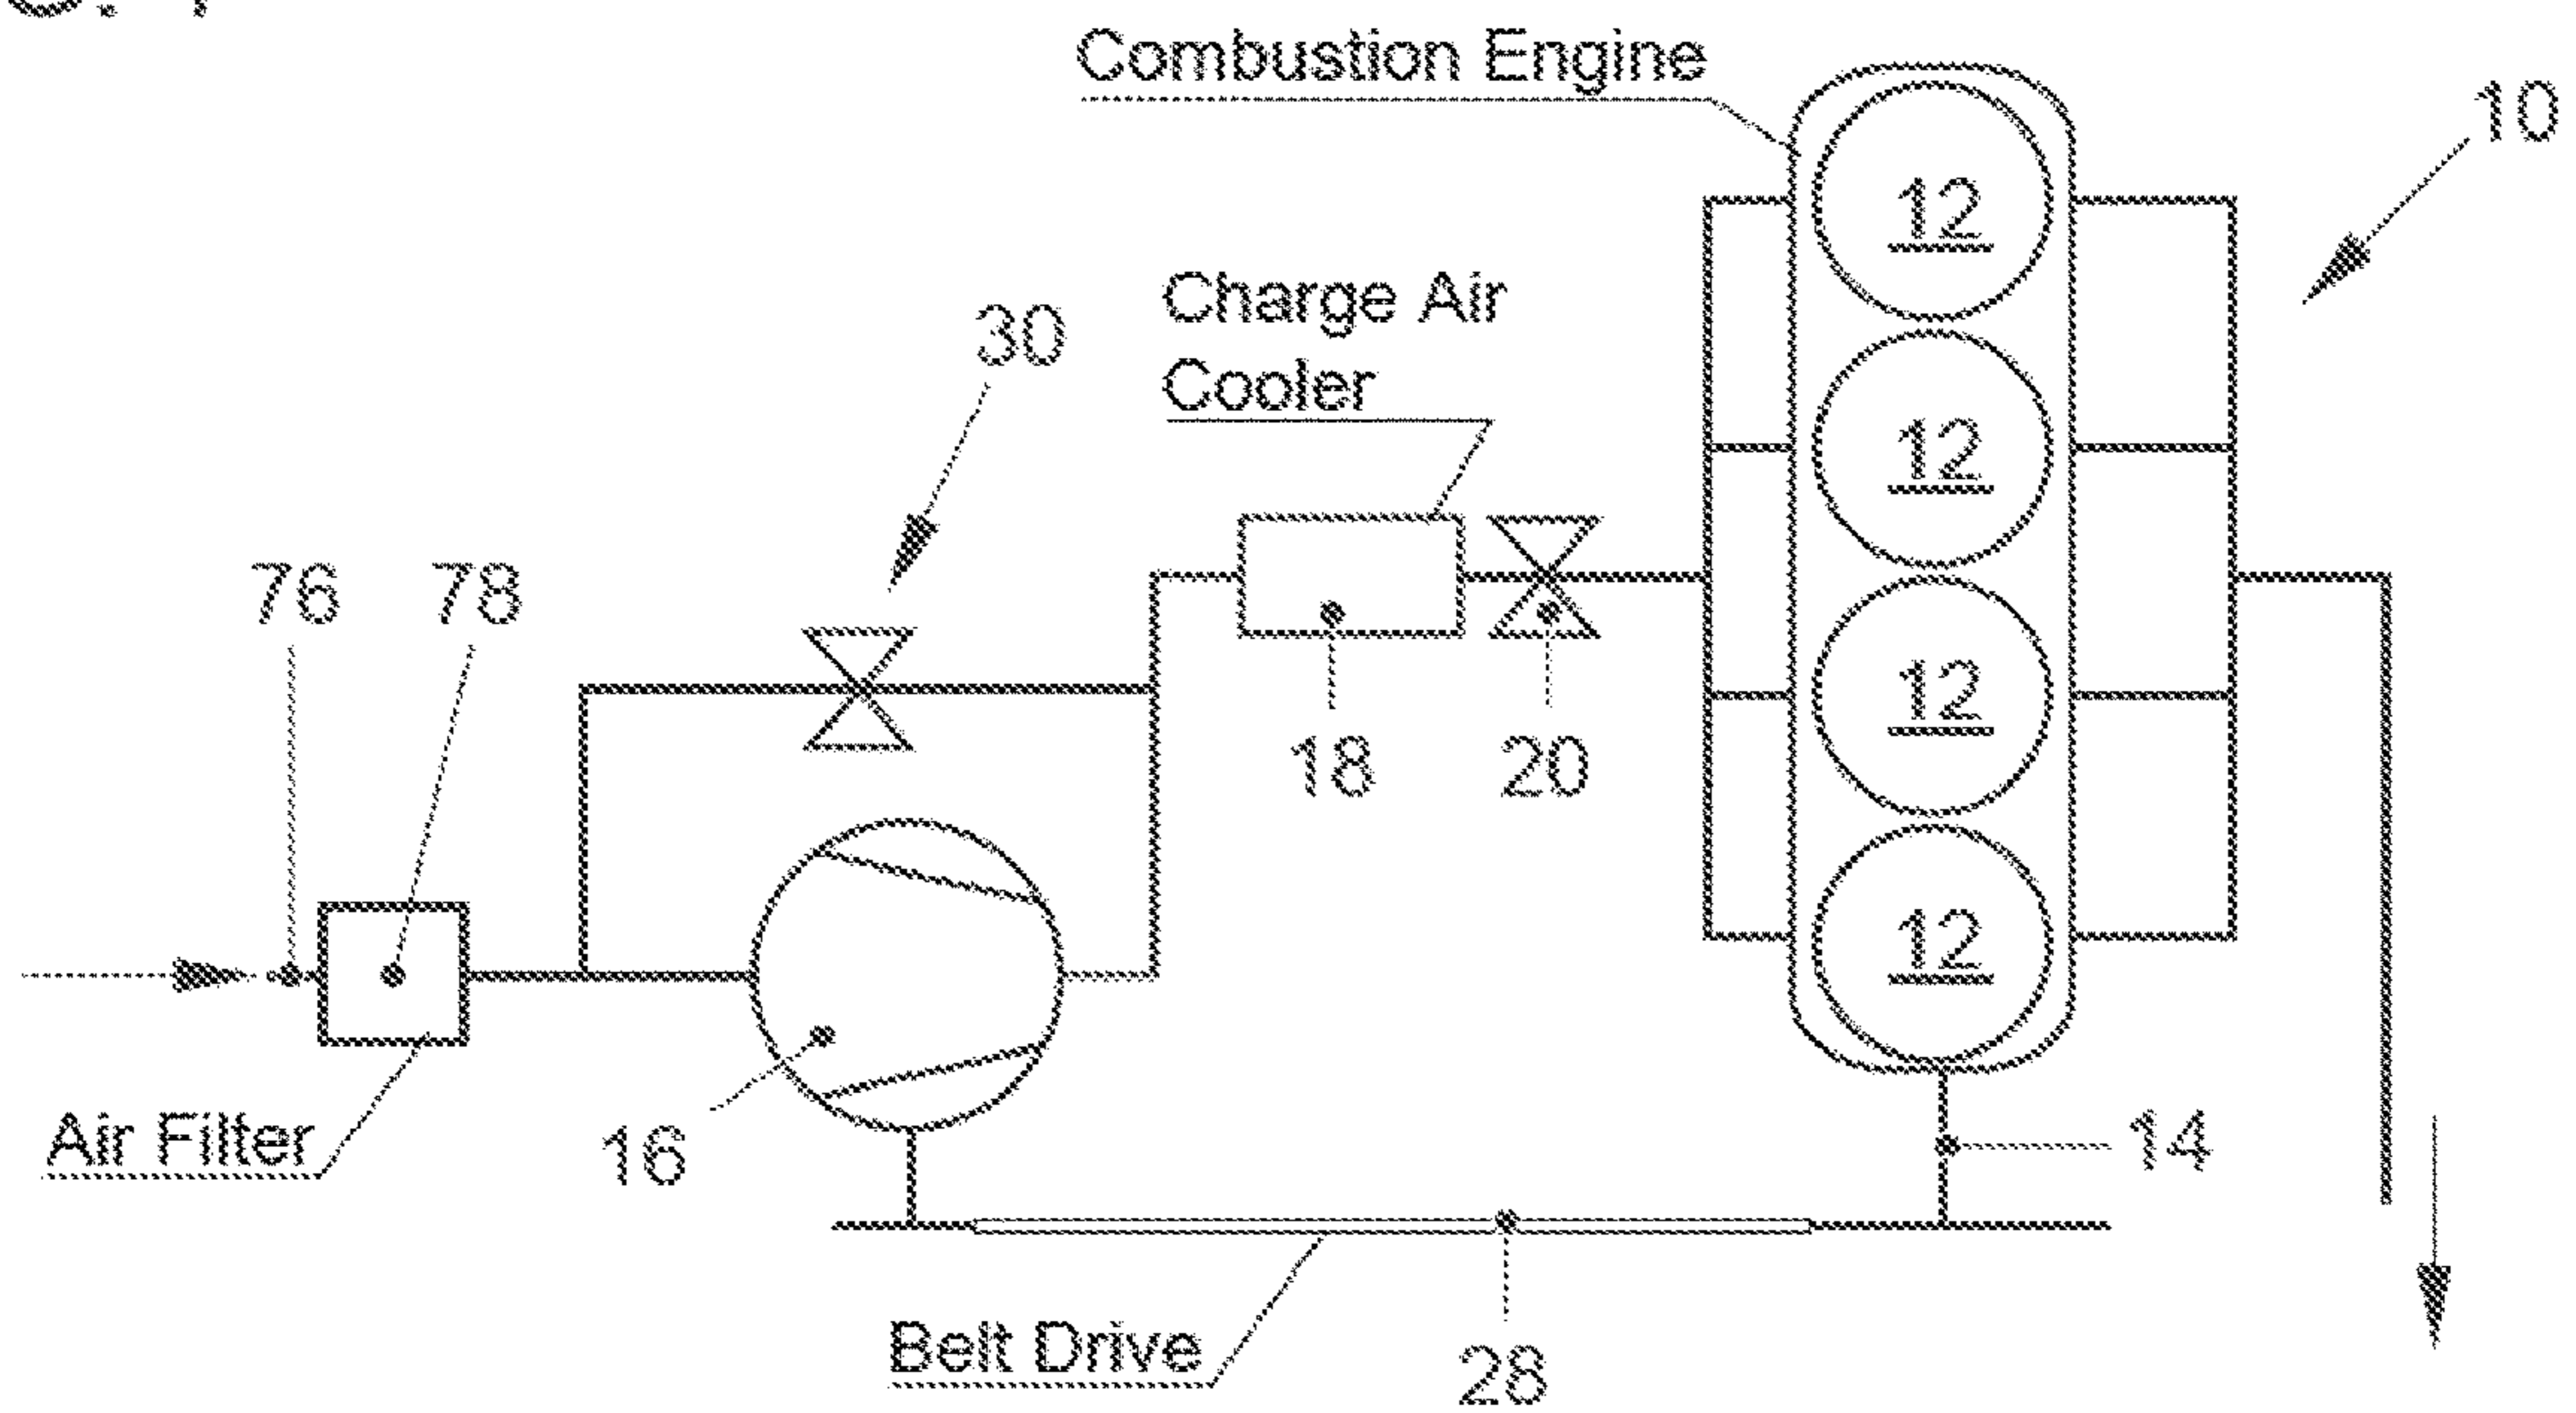 Combustion Engine
10
12
Charge Air
Cooler
30
12
76
78
12
18
20
12
Air Filter
16
14
Belt Drive
28